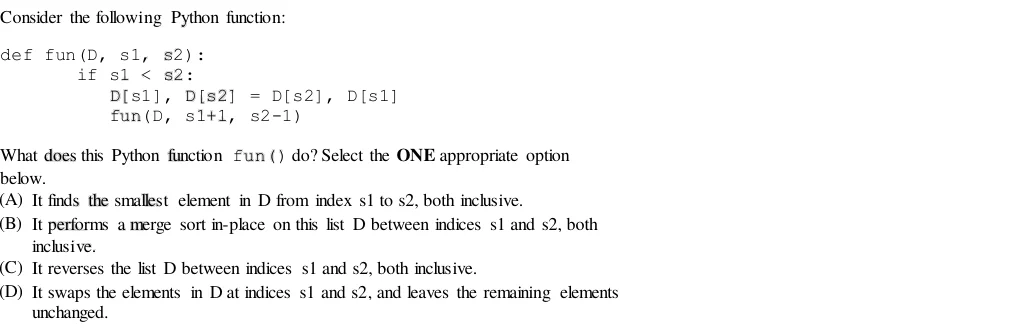 Consider the following Python function:
def fun(D, s1, s2):
if s1 < s2:
D[s1], D[s2] = D[s2], D[s1]
fun(D, s1+1, s2-1)
What does this Python function fun() do? Select the ONE appropriate option
below.
(A) It finds the smallest element in D from index s1 to s2, both inclusive.
(B) It performs a merge sort in-place on this list D between indices s1 and s2, both
inclusive.
(C) It reverses the list D between indices s1 and s2, both inclusive.
(D) It swaps the elements in D at indices s1 and s2, and leaves the remaining elements
unchanged.